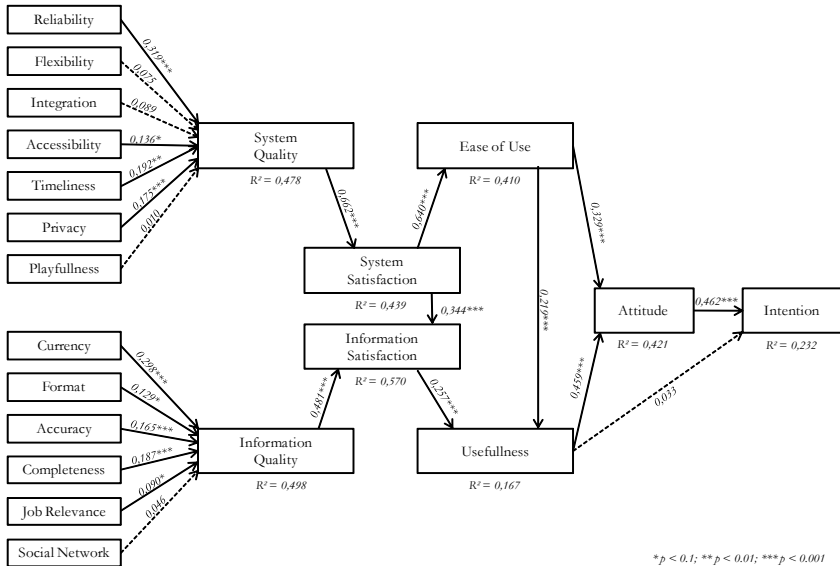 Reliability
0,319***
Flexibility
0,075
Integration
0,089
Accessibility
0,136*
Timeliness
0,192**
Privacy
0,175***
Playfullness
0,010
System
Quality
R² = 0,478
Ease of Use
R² = 0,410
0,662***
0,640***
0,329***
System
Satisfaction
R² = 0,439
0,219***
0,344***
Attitude
R² = 0,421
0,462***
Intention
R² = 0,232
Information
Satisfaction
R² = 0,570
Currency
0,298***
Format
0,129*
Accuracy
0,165***
Completeness
0,187***
Job Relevance
0,090*
Social Network
0,046
0,481***
0,257***
0,459***
0,035
Information
Quality
R² = 0,498
Usefullness
R² = 0,167
*p < 0.1; **p < 0.01; ***p < 0.001